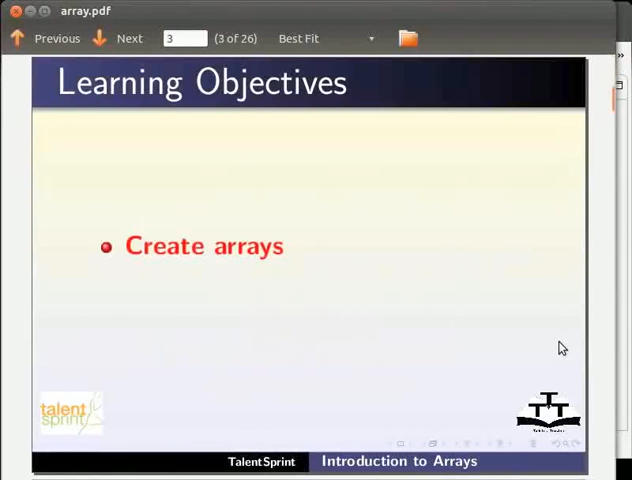 array.pdf
Previous Next 3 (3 of 26) Best Fit
Learning Objectives
Create arrays
talent
sprint
TTT
TalentSprint Introduction to Arrays